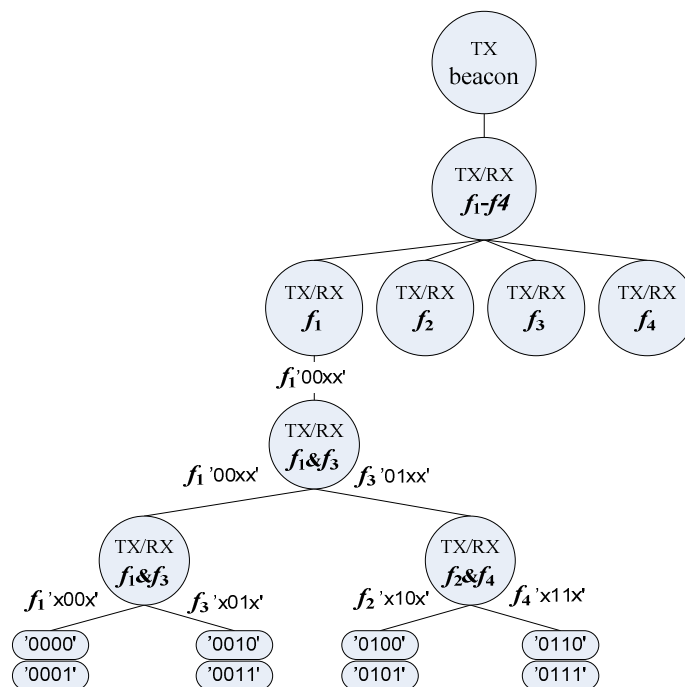 TX
beacon
TX/RX
f1-f4
TX/RX
f1
TX/RX
f2
TX/RX
f3
TX/RX
f4
f1'00xx'
TX/RX
f1&f3
f1 '00xx'
f3 '01xx'
TX/RX
f1&f3
TX/RX
f2&f4
f1 'x00x'
f3 'x01x'
f2 'x10x'
f4 'x11x'
'0000'
'0010'
'0100'
'0110'
'0001'
'0011'
'0101'
'0111'